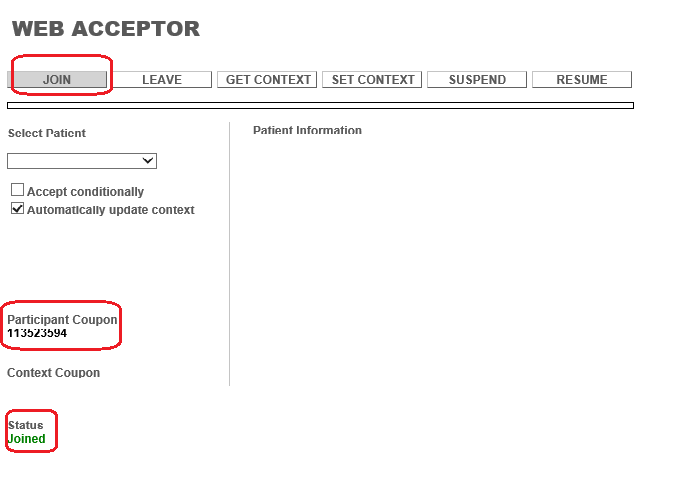 WEB ACCEPTOR
JOIN LEAVE GET CONTEXT SET CONTEXT SUSPEND RESUME
Select Patient
Patient Information
Accept conditionally
Automatically update context
Participant Coupon
113523594
Context Coupon
Status
Joined